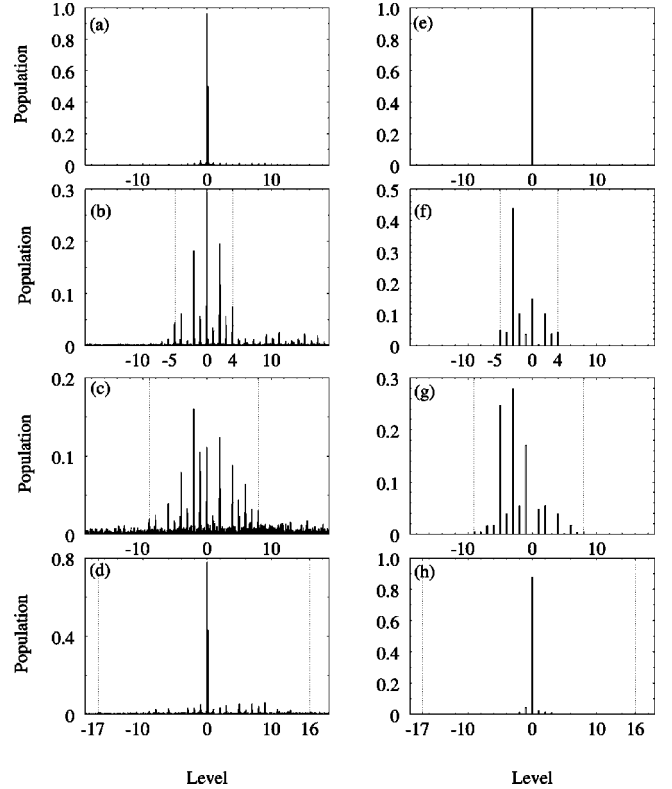 1.0 (a) 1.0 (e)
0.8 0.8
Population 0.6 0.6
0.4 0.4
0.2 0.2
0 0
-10 0 10 -10 0 10
0.3 (b) 0.5 (f)
0.4
Population 0.2 0.3
0.1 0.2
0.1
0 0
-10 -5 0 4 10 -10 -5 0 4 10
0.2 (c) 0.4 (g)
0.3
Population 0.1 0.2
0.1
0 0
-10 0 10 -10 0 10
0.8 (d) 1.0 (h)
0.8
Population 0.4 0.6
0.4
0.2
0 0
-17 -10 0 10 16 -17 -10 0 10 16
Level Level